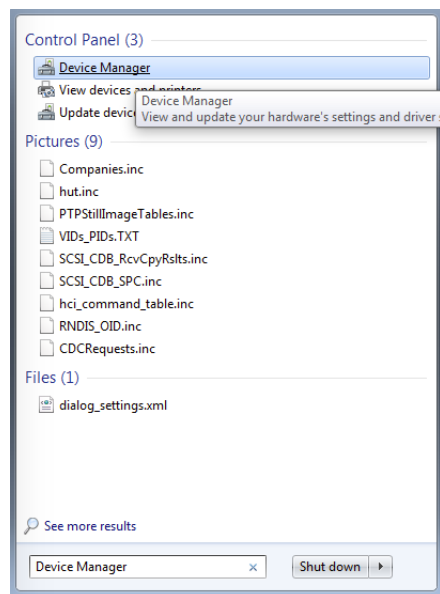 Control Panel (3)
Device Manager
View devices and printers
Update device
Device Manager
View and update your hardware's settings and driver
Pictures (9)
Companies.inc
hut.inc
PTPStillImageTables.inc
VIDs_PIDs.TXT
SCSI_CDB_RcvCpyRslts.inc
SCSI_CDB_SPC.inc
hci_command_table.inc
RNDIS_OID.inc
CDCRequests.inc
Files (1)
dialog_settings.xml
See more results
Device Manager
Shut down